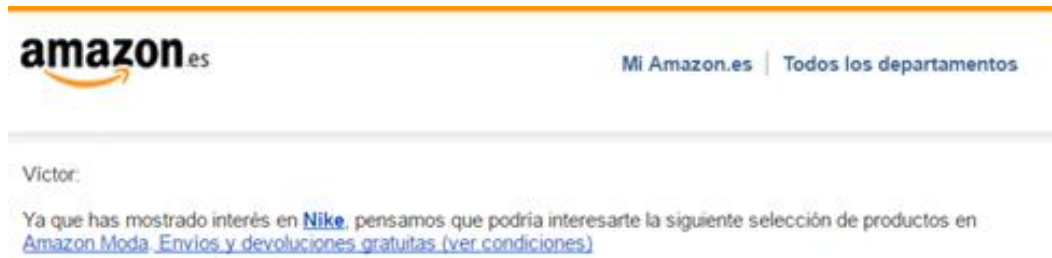 amazon.es
Mi Amazon.es | Todos los departamentos
Victor:
Ya que has mostrado interés en Nike, pensamos que podría interesarte la siguiente selección de productos en
Amazon Moda. Envíos y devoluciones gratuitas (ver condiciones)